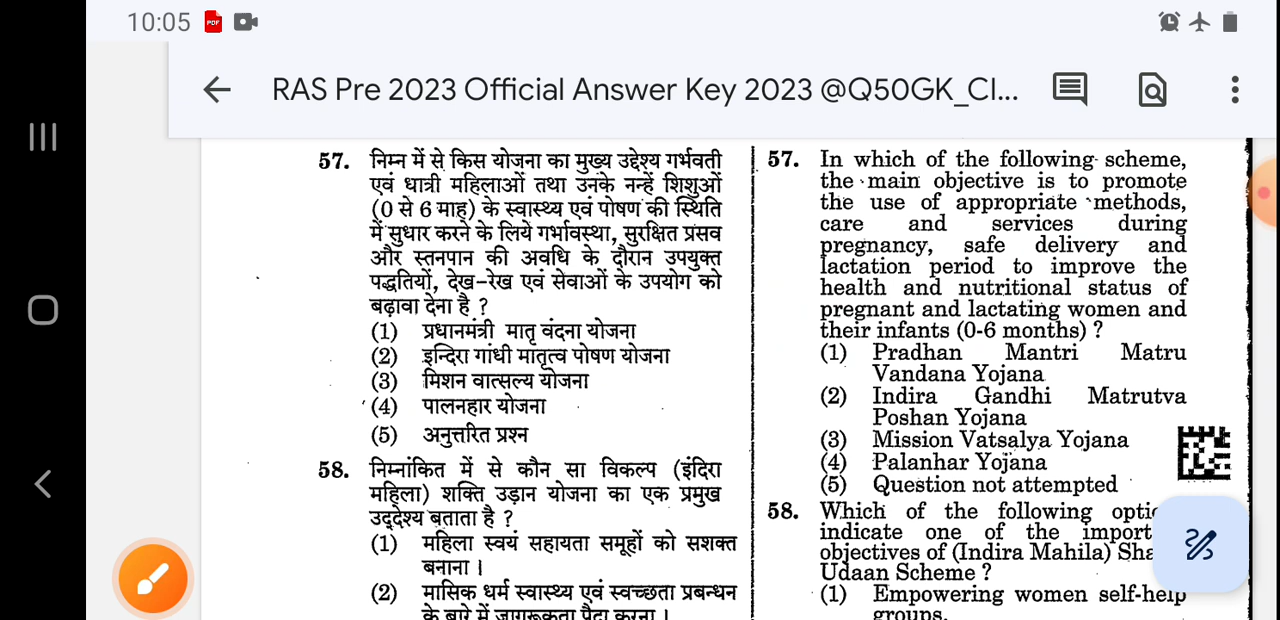 10:05
PDF
RAS Pre 2023 Official Answer Key 2023 @Q50GK_Cl...
57. निम्न में से किस योजना का मुख्य उद्देश्य गर्भवती
एवं धात्री महिलाओं तथा उनके नन्हें शिशुओं
(0 से 6 माह) के स्वास्थ्य एवं पोषण की स्थिति
में सुधार करने के लिये गर्भावस्था, सुरक्षित प्रसव
और स्तनपान की अवधि के दौरान उपयुक्त
पद्धतियों, देख-रेख एवं सेवाओं के उपयोग को
बढ़ावा देना है ?
(1) प्रधानमंत्री मातृ वंदना योजना
(2) इन्दिरा गांधी मातृत्व पोषण योजना
(3) मिशन वात्सल्य योजना
(4) पालनहार योजना
(5) अनुत्तरित प्रश्न
58. निम्नांकित में से कौन सा विकल्प (इंदिरा
महिला) शक्ति उड़ान योजना का एक प्रमुख
उद्देश्य बताता है ?
(1) महिला स्वयं सहायता समूहों को सशक्त
बनाना ।
(2) मासिक धर्म स्वास्थ्य एवं स्वच्छता प्रबन्धन
के बारे में जागरूकता पैदा करना ।
57. In which of the following scheme,
the main objective is to promote
the use of appropriate methods,
care and services during
pregnancy, safe delivery and
lactation period to improve the
health and nutritional status of
pregnant and lactating women and
their infants (0-6 months) ?
(1) Pradhan Mantri Matru
Vandana Yojana
(2) Indira Gandhi Matrutva
Poshan Yojana
(3) Mission Vatsalya Yojana
(4) Palanhar Yojana
(5) Question not attempted
58. Which of the following optio
indicate one of the import
objectives of (Indira Mahila) Sha
Udaan Scheme ?
(1) Empowering women self-help
groups.